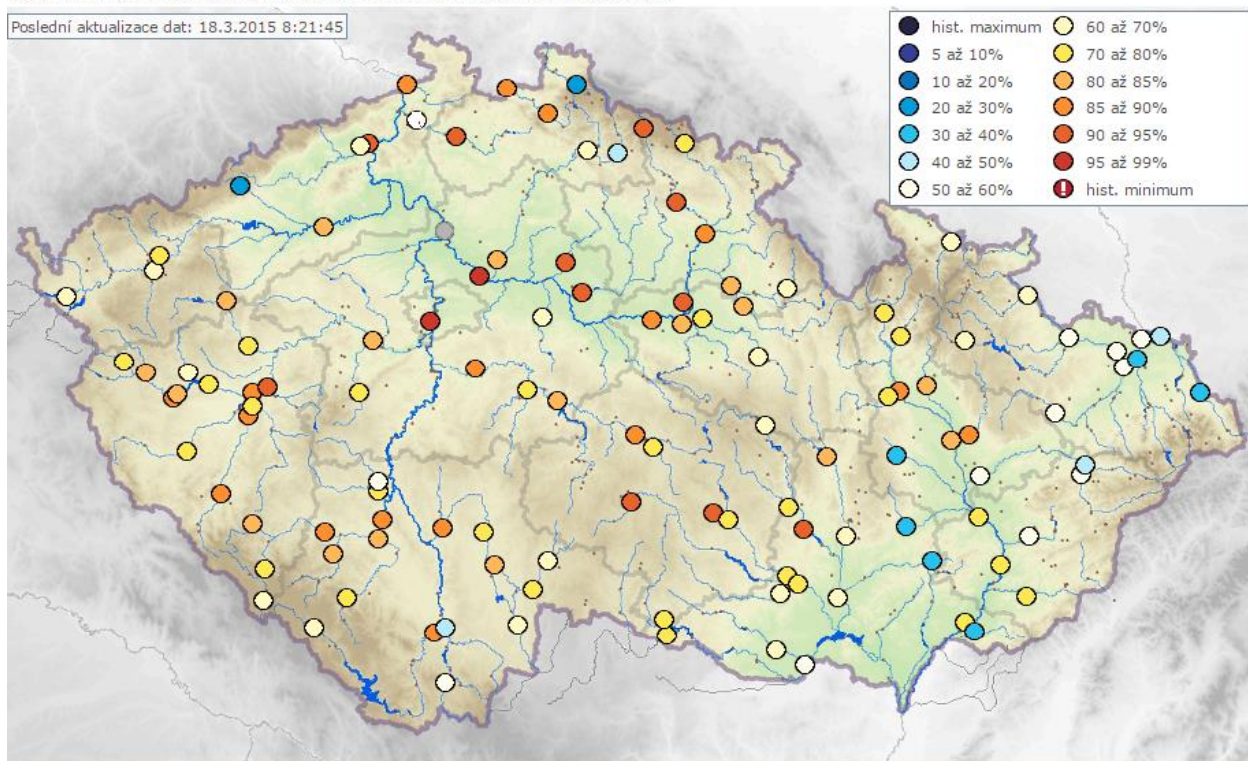 Poslední aktualizace dat: 18.3.2015 8:21:45
hist. maximum
5 až 10%
10 až 20%
20 až 30%
30 až 40%
40 až 50%
50 až 60%
60 až 70%
70 až 80%
80 až 85%
85 až 90%
90 až 95%
95 až 99%
hist. minimum